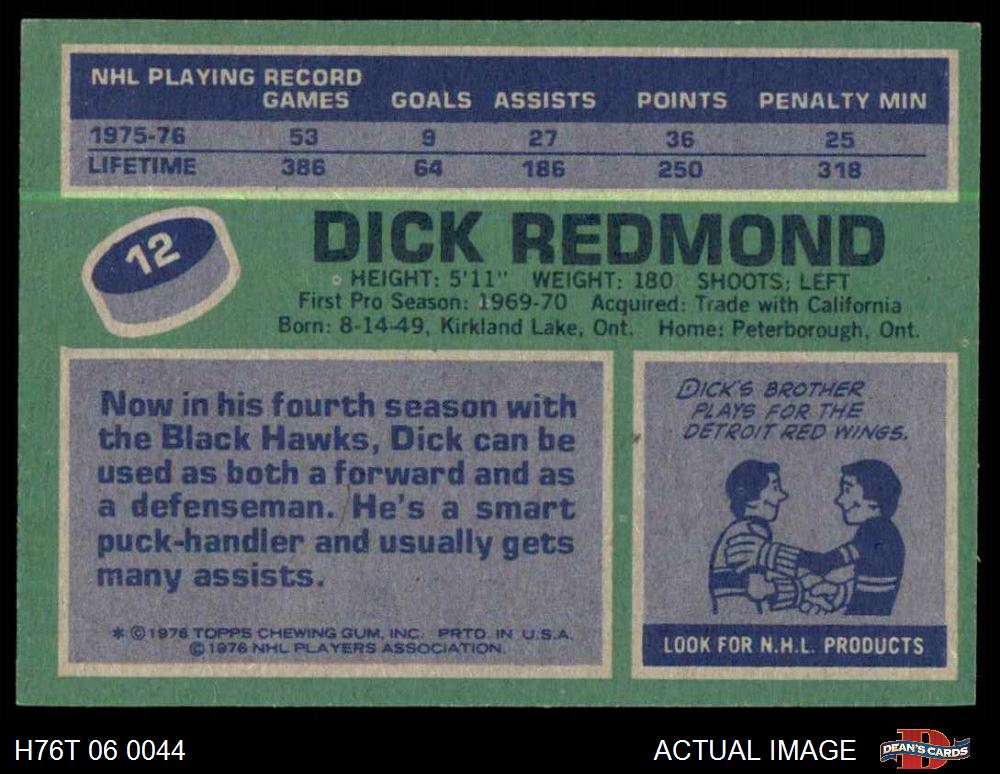 NHL PLAYING RECORD
GAMES GOALS ASSISTS POINTS PENALTY MIN
1975-76 53 9 27 36 25
LIFETIME 386 64 186 250 318
12
DICK REDMOND
HEIGHT: 5'11" WEIGHT: 180 SHOOTS: LEFT
First Pro Season: 1969-70 Acquired: Trade with California
Born: 8-14-49, Kirkland Lake, Ont. Home: Peterborough, Ont.
Now in his fourth season with
the Black Hawks, Dick can be
used as both a forward and as
a defenseman. He's a smart
puck-handler and usually gets
many assists.
* © 1976 TOPPS CHEWING GUM, INC. PRTD. IN U.S.A.
© 1976 NHL PLAYERS ASSOCIATION.
DICK'S BROTHER
PLAYS FOR THE
DETROIT RED WINGS.
LOOK FOR N.H.L. PRODUCTS
H76T 06 0044
ACTUAL IMAGE
D
DEAN'S CARDS